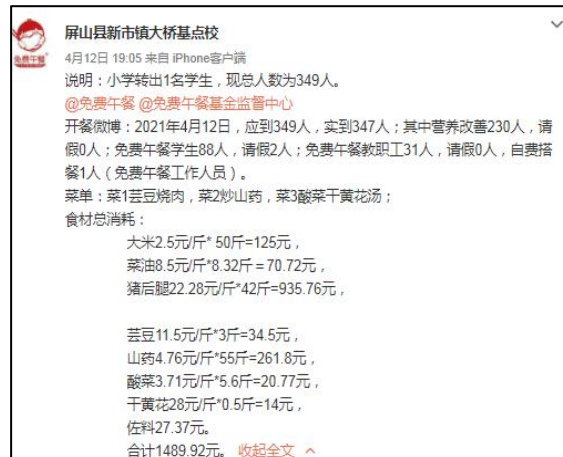 屏山县新市镇大桥基点校
免费午餐
4月12日 19:05 来自 iPhone客户端
说明：小学转出1名学生，现总人数为349人。
@免费午餐 @免费午餐基金监督中心
开餐微博：2021年4月12日，应到349人，实到347人；其中营养改善230人，请
假0人；免费午餐学生88人，请假2人；免费午餐教职工31人，请假0人，自费搭
餐1人（免费午餐工作人员）。
菜单：菜1芸豆烧肉，菜2炒山药，菜3酸菜干黄花汤；
食材总消耗：
大米2.5元/斤* 50斤=125元，
菜油8.5元/斤*8.32斤＝70.72元，
猪后腿22.28元/斤*42斤=935.76元，
芸豆11.5元/斤*3斤=34.5元，
山药4.76元/斤*55斤=261.8元，
酸菜3.71元/斤*5.6斤=20.77元，
干黄花28元/斤*0.5斤=14元，
佐料27.37元。
合计1489.92元。 收起全文